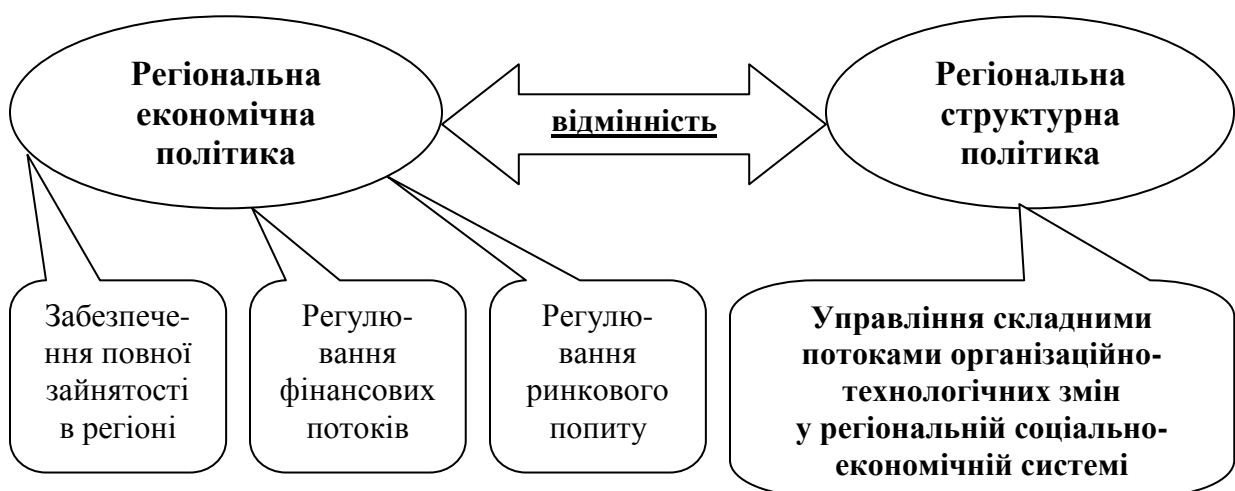 Регіональна
економічна
політика
відмінність
Регіональна
структурна
політика
Забезпече-
ння повної
зайнятості
в регіоні
Регулю-
вання
фінансових
потоків
Регулю-
вання
ринкового
попиту
Управління складними
потоками організаційно-
технологічних змін
у регіональній соціально-
економічній системі